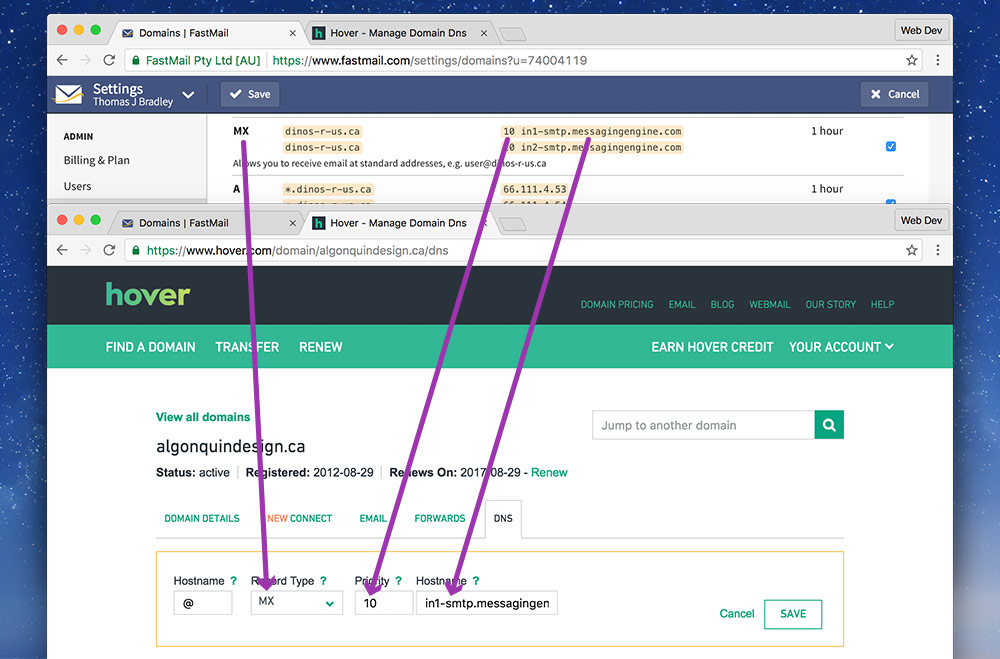 Domains | FastMail × Hover - Manage Domain Dns × Web Dev
FastMail Pty Ltd [AU] https://www.fastmail.com/settings/domains?u=74004119
Settings
Thomas J Bradley
Save
Cancel
ADMIN
Billing & Plan
Users
MX dinos-r-us.ca 10 in1-smtp.messagingengine.com 1 hour
dinos-r-us.ca 20 in2-smtp.messagingengine.com
Allows you to receive email at standard addresses, e.g. user@dinos-r-us.ca
A *.dinos-r-us.ca 66.111.4.53 1 hour
Domains | FastMail × Hover - Manage Domain Dns × Web Dev
https://www.hover.com/domain/algonquindesign.ca/dns
hover
DOMAIN PRICING EMAIL BLOG WEBMAIL OUR STORY HELP
FIND A DOMAIN TRANSFER RENEW EARN HOVER CREDIT YOUR ACCOUNT
View all domains
Jump to another domain
algonquindesign.ca
Status: active Registered: 2012-08-29 Renews On: 2017-08-29 - Renew
DOMAIN DETAILS NEW CONNECT EMAIL FORWARDS DNS
Hostname ? Record Type ? Priority ? Hostname ?
@ MX 10 in1-smtp.messagingen
Cancel SAVE